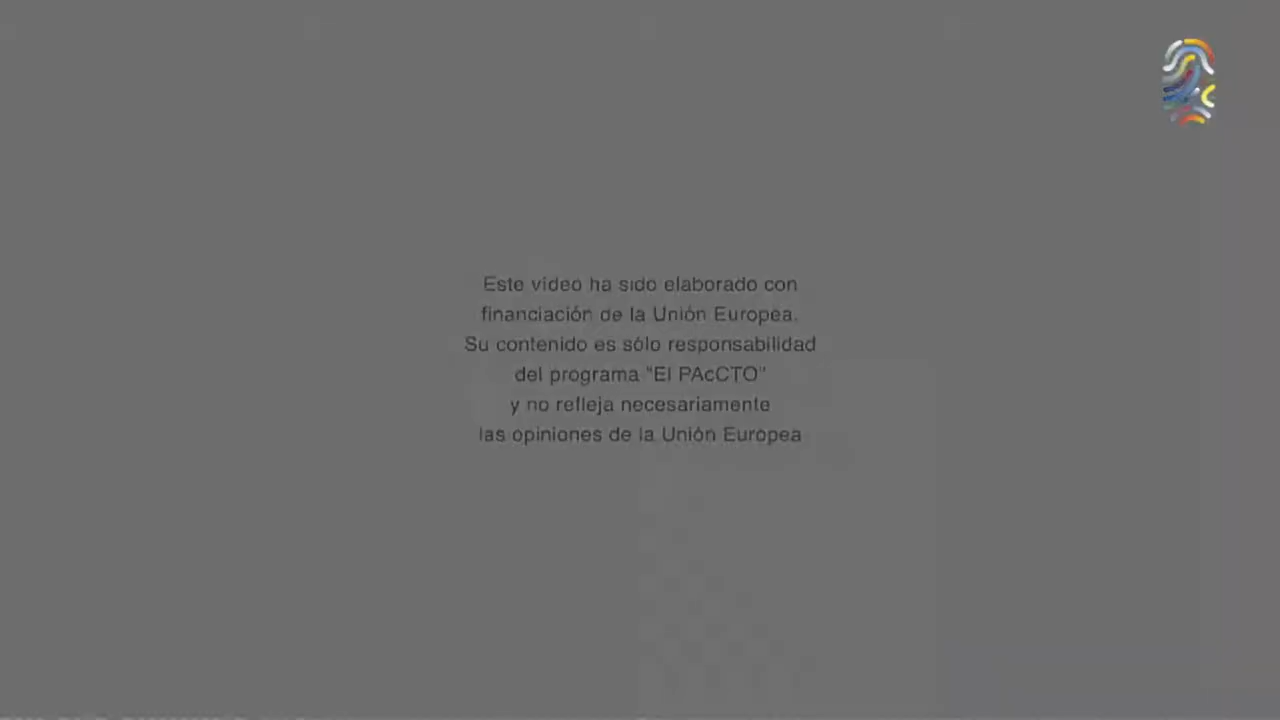 Este vídeo ha sido elaborado con
financiación de la Unión Europea.
Su contenido es sólo responsabilidad
del programa "El PAcCTO"
y no refleja necesariamente
las opiniones de la Unión Europea